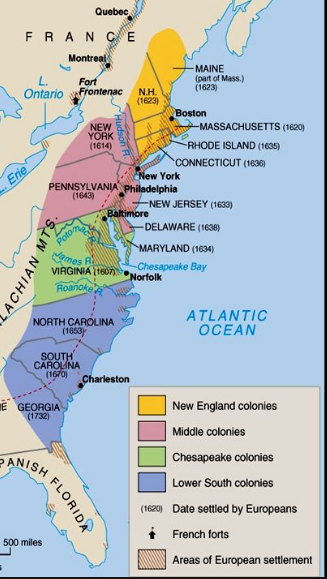 Quebec
FRANCE
Montreal
L.
Ontario
Fort
Frontenac
MAINE
(part of Mass.)
(1623)
N.H.
(1623)
Boston
MASSACHUSETTS (1620)
Hudson R.
NEW
YORK
(1614)
RHODE ISLAND (1635)
CONNECTICUT (1636)
Erie
New York
PENNSYLVANIA
(1643)
Philadelphia
NEW JERSEY (1633)
Baltimore
DELAWARE (1638)
Potomac R.
MARYLAND (1634)
LACHIAN MTS.
James R.
Chesapeake Bay
VIRGINIA (1607)
Norfolk
Roanoke R.
ATLANTIC
OCEAN
NORTH CAROLINA
(1653)
SOUTH
CAROLINA
(1670)
Charleston
E
GEORGIA
(1732)
PANISH FLORIDA
500 miles
s
New England colonies
Middle colonies
Chesapeake colonies
Lower South colonies
(1620) Date settled by Europeans
French forts
Areas of European settlement